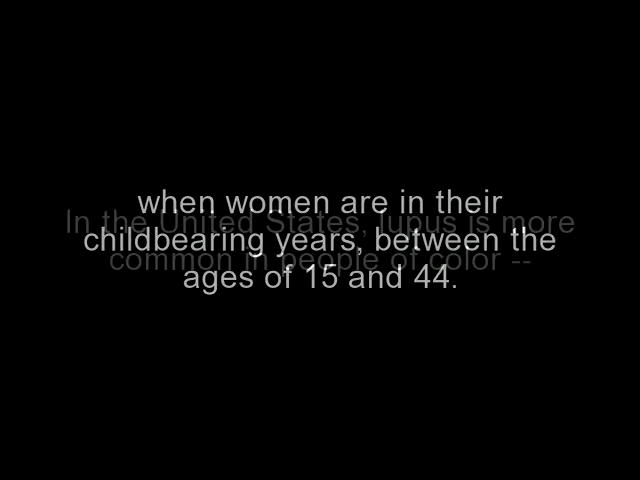 when women are in their
In the United States, lupus is more
childbearing years, between the
common in people of color --
ages of 15 and 44.